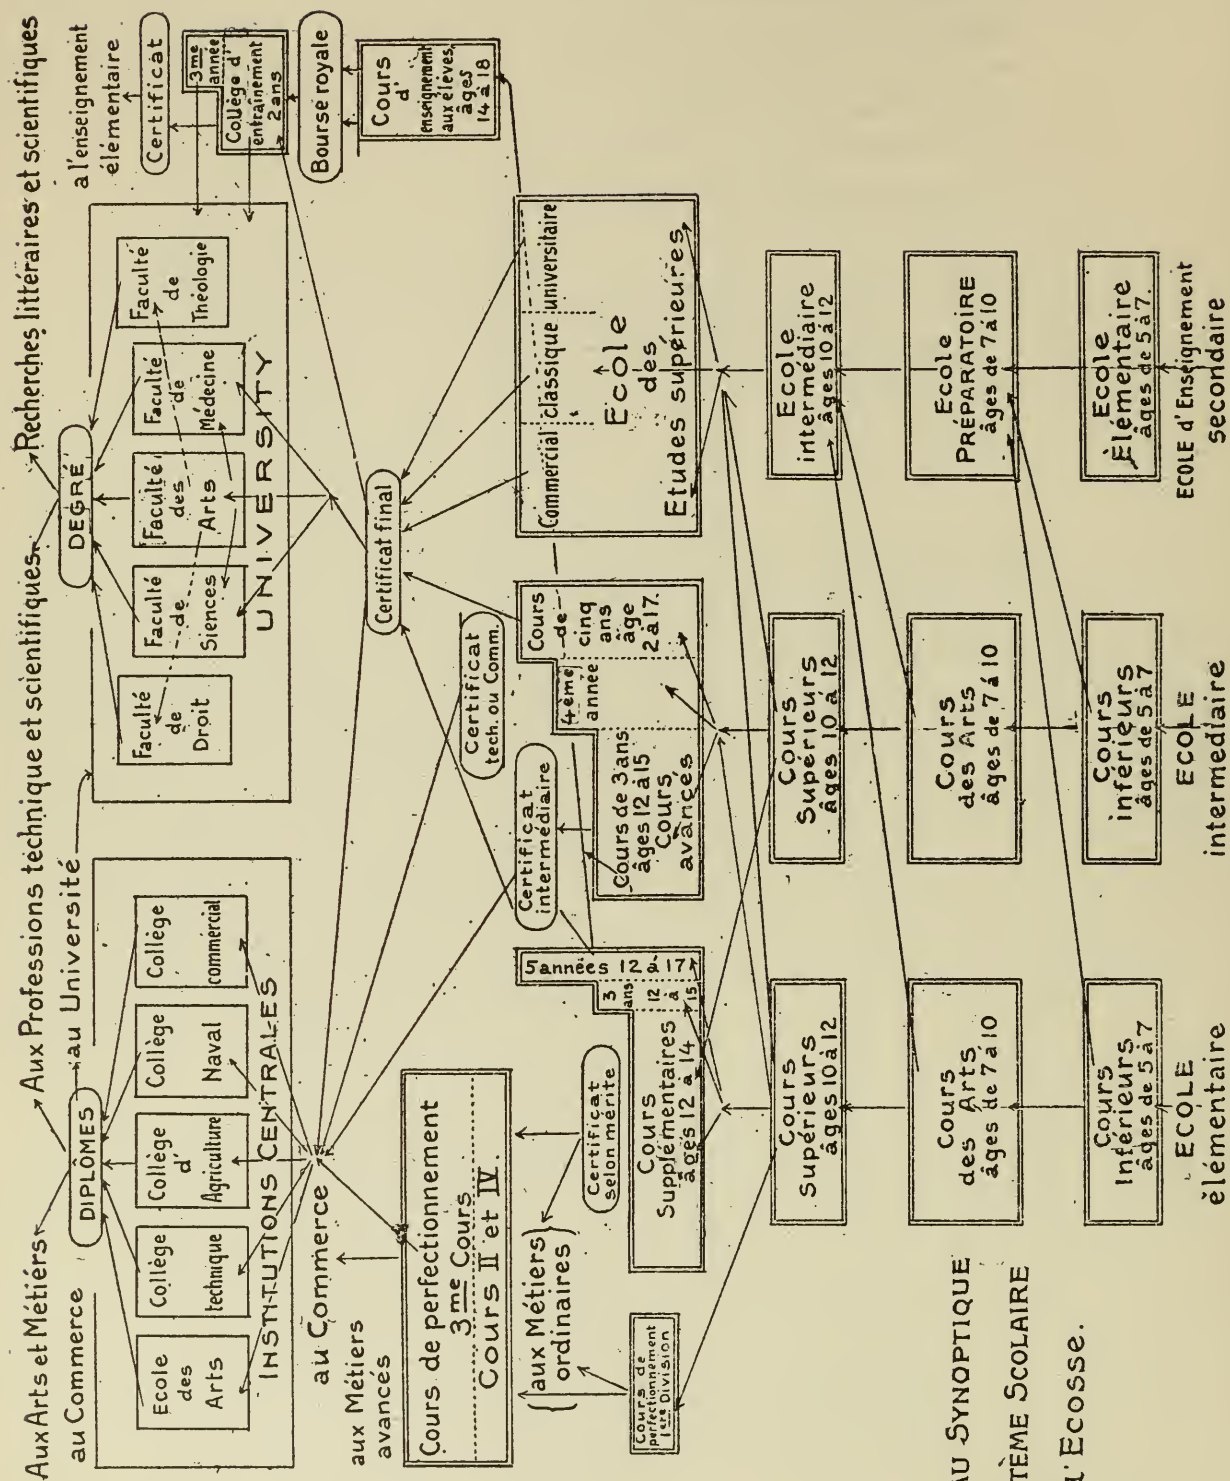 Aux Arts et Métiers
au Commerce
Aux Professions technique et scientifiques.
au Université
Recherches littéraires et scientifiques
a l'enseignement
élémentaire
DIPLÔMES
DEGRÉ
Certificat
3me
année
Collège d'
entraînement
2 ans
Bourse royale
Cours
d'
enseignement
aux élèves,
âges
14 à 18
Ecole
des
Arts
Collège
technique
Collège
d'
Agriculture
Collège
Naval
Collège
commercial
INSTITUTIONS CENTRALES
Faculté
de
Droit
Faculté
de
Siences
Faculté
des
Arts
Faculté
de
Médecine
Faculté
de
Théologie
UNIVERSITY
au Commerce
aux Métiers
avancés
Certificat final
Cours de perfectionnement
3me Cours
Cours II et IV.
Certificat
tech. ou Comm.
Certificat
intermédiaire
{aux Métiers}
{ordinaires}
Certificat
selon mérite
5 années 12 à 17
3
ans
12
à
15
Cours
Supplémentaires
âges 12 à 14
Cours
de
cinq
ans
âge
2 à 17.
4ème
annee
Cours de 3 ans
âges 12 à 15
Cours
avancés
Commercial classique universitaire
Ecole
des
Etudes supérieures
Cours de
perfectionnement
1ere Division
Cours
Supérieurs
âges 10 à 12
Cours
Supérieurs
âges 10 à 12
Ecole
intermédiaire
âges 10 à 12
Cours
des Arts
âges de 7 à 10
Cours
des Arts
âges de 7 á 10
Ecole
PRÉPARATOIRE
âges de 7 à 10
Cours
Inférieurs
âges de 5 à 7
Cours
inférieurs
âges de 5 à 7
Ecole
Élémentaire
âges de 5 à 7.
ECOLE
élémentaire
ECOLE
intermedlaire
ECOLE d'Enseignement
secondaire
AU SYNOPTIQUE
TÈME SCOLAIRE
d'Ecosse.